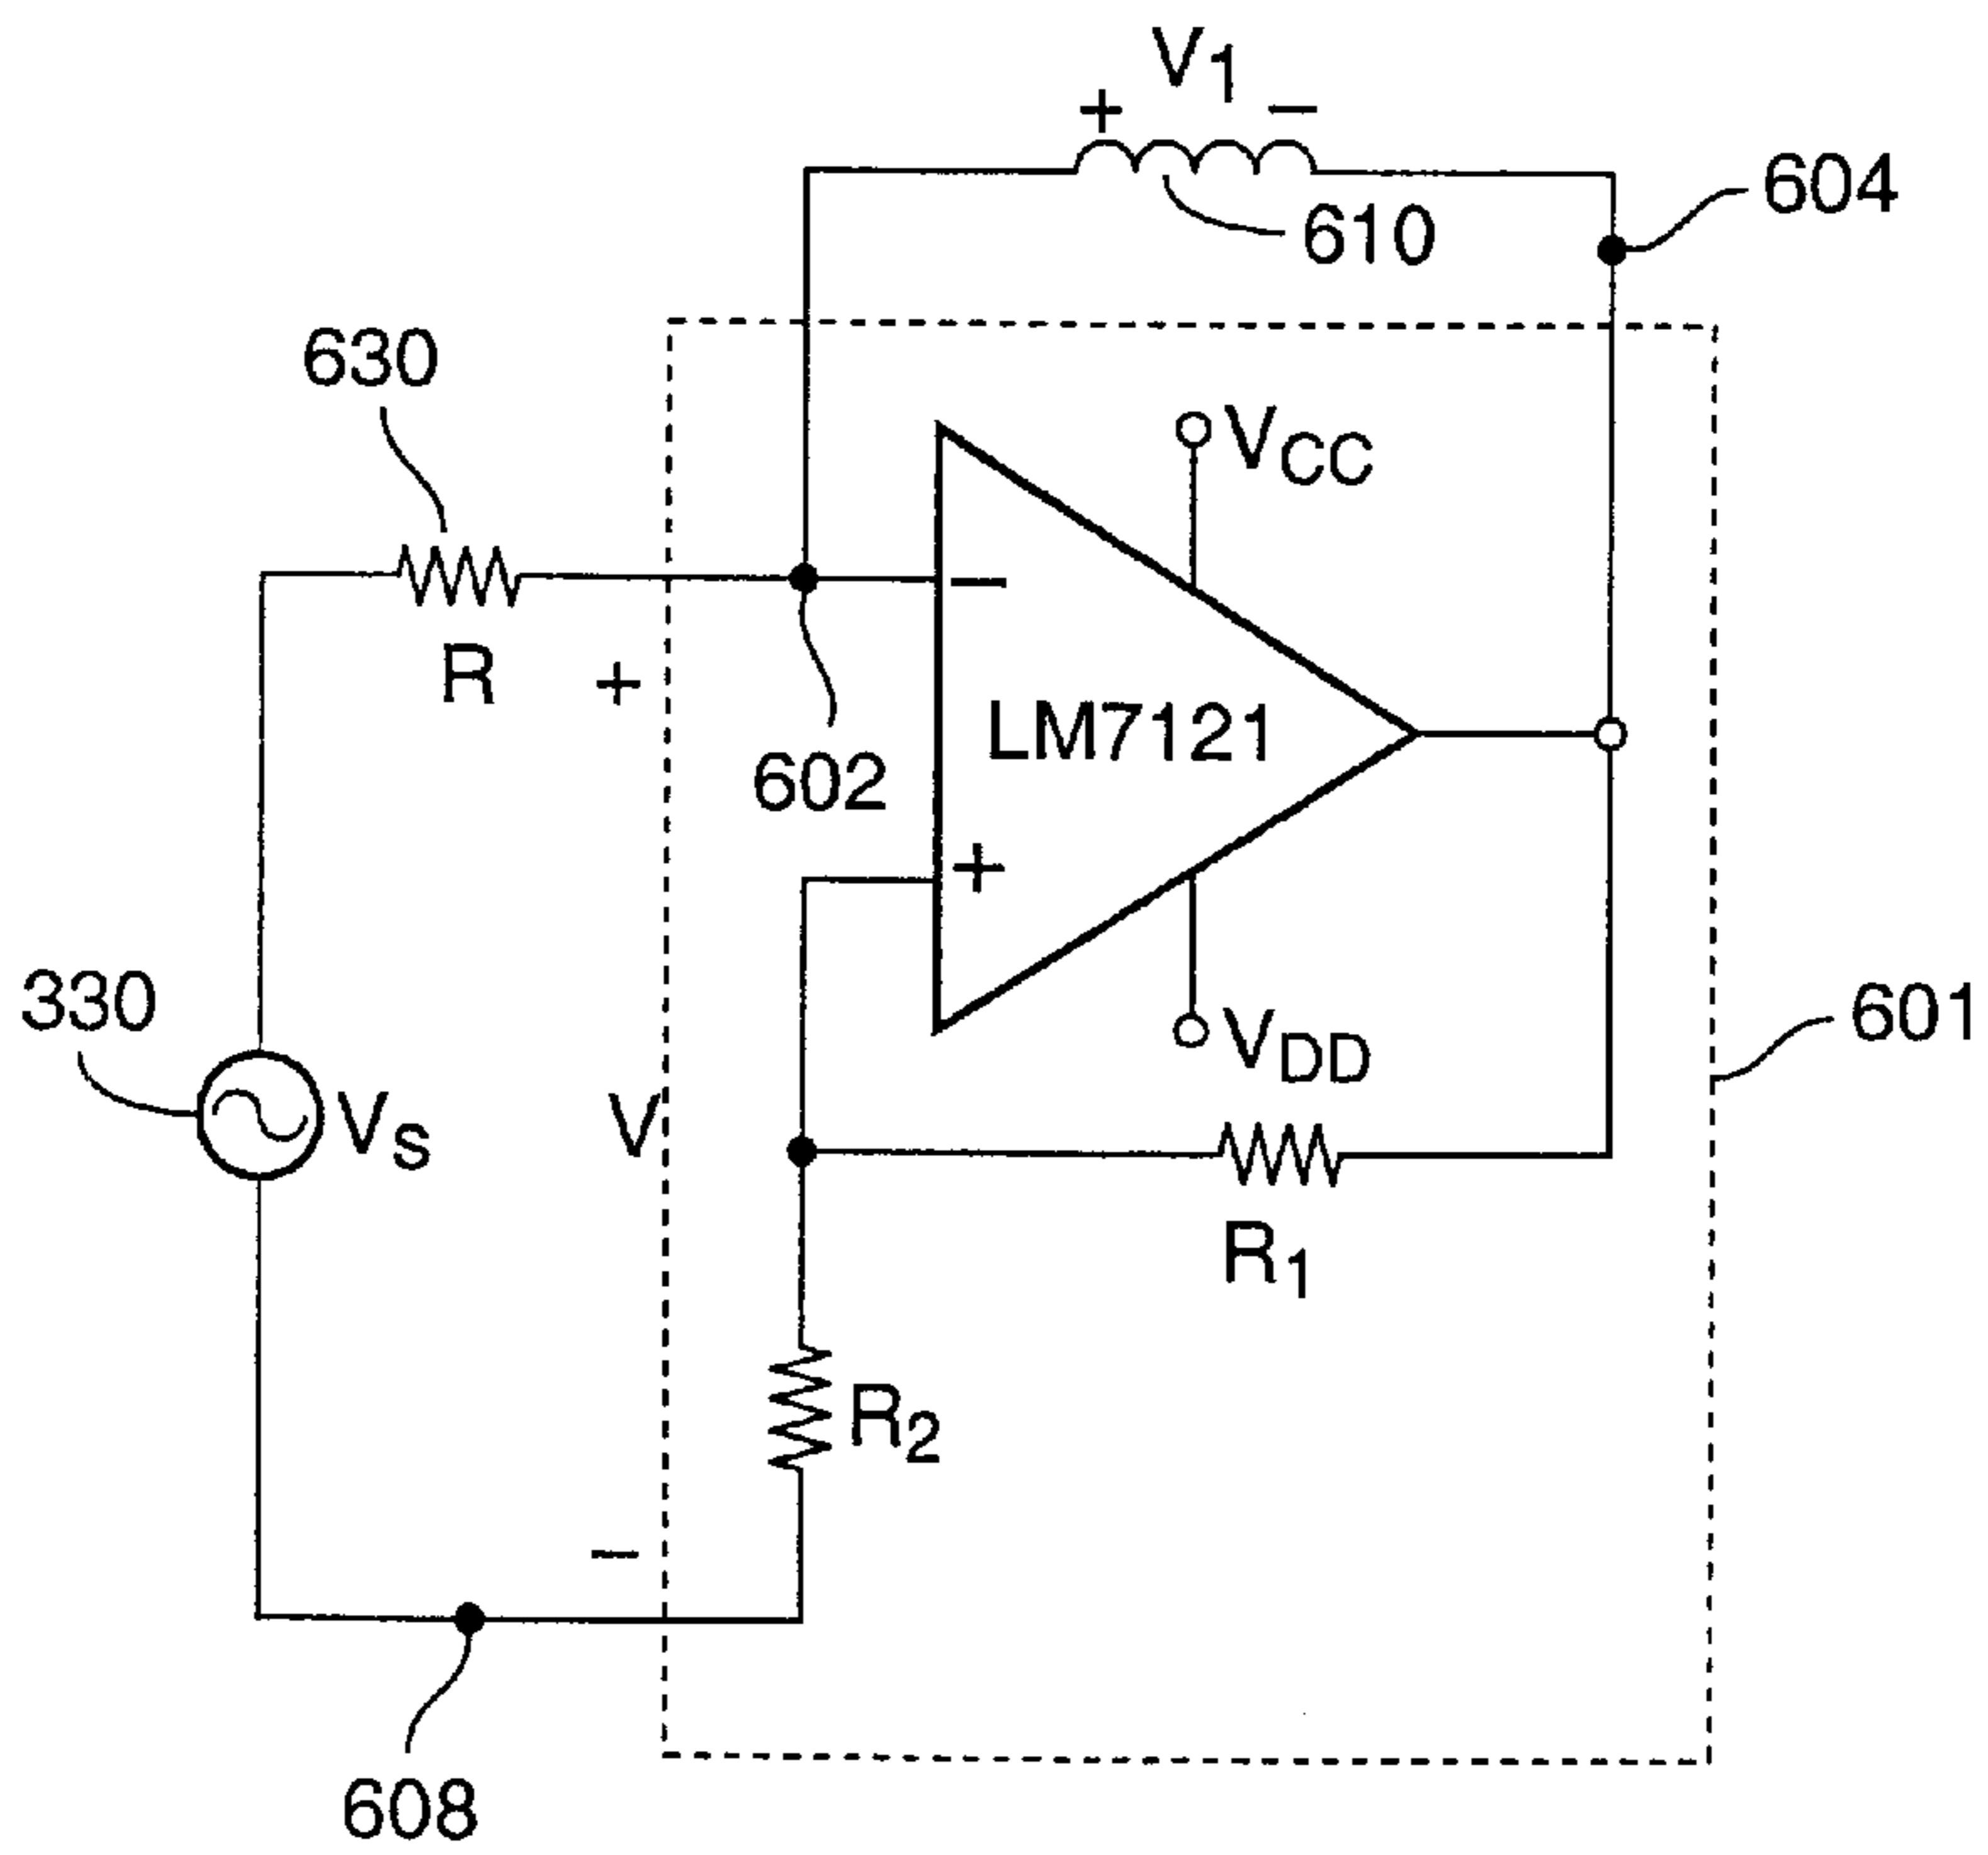 V1
+ −
604
610
630
VCC
−
R
+
LM7121
602
+
330
VS
V
VDD
601
R1
R2
−
608